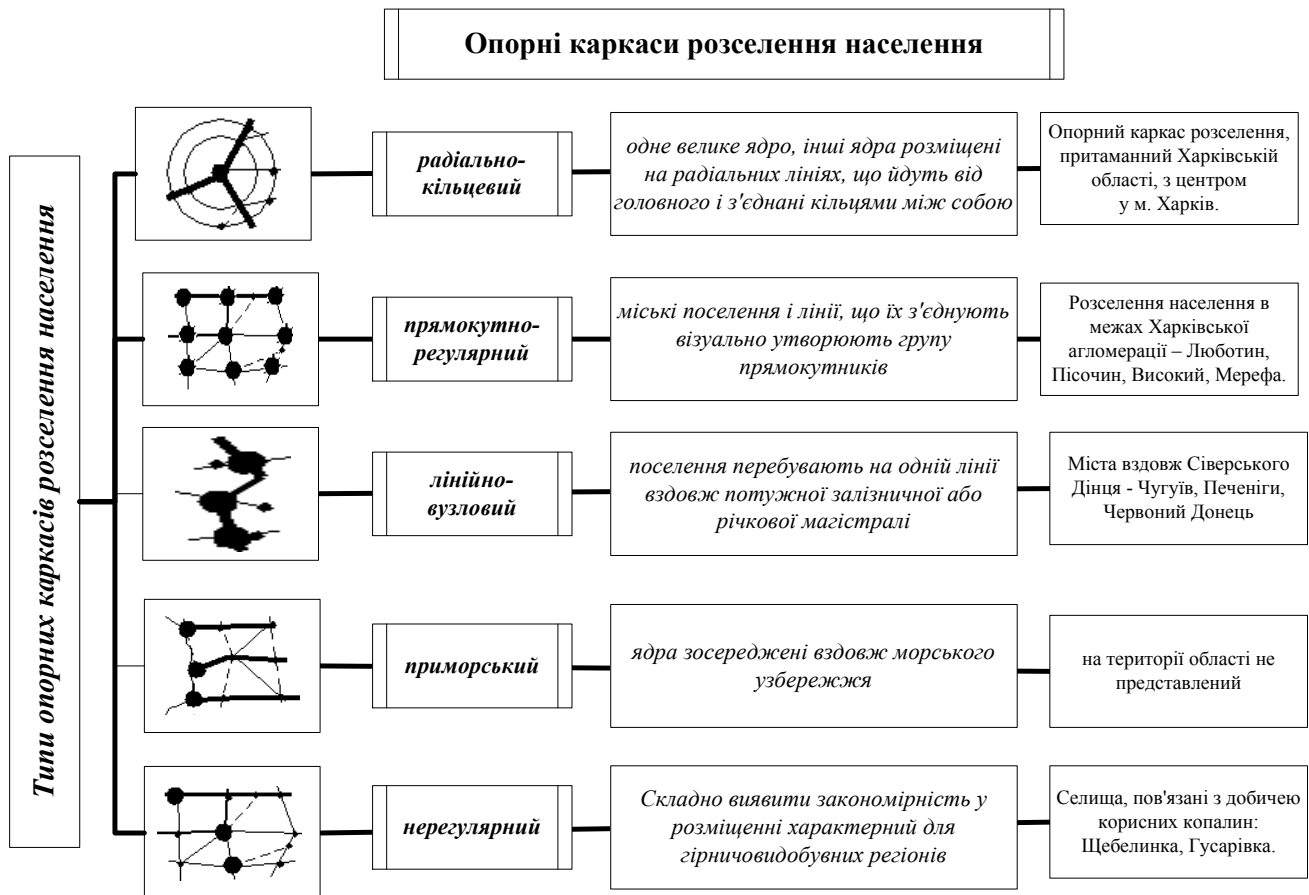 Опорні каркаси розселення населення
Типи опорних каркасів розселення населення
радіально-
кільцевий
одне велике ядро, інші ядра розміщені
на радіальних лініях, що йдуть від
головного і з'єднані кільцями між собою
Опорний каркас розселення,
притаманний Харківській
області, з центром
у м. Харків.
прямокутно-
регулярний
міські поселення і лінії, що їх з'єднують
візуально утворюють групу
прямокутників
Розселення населення в
межах Харківської
агломерації – Люботин,
Пісочин, Високий, Мерефа.
лінійно-
вузловий
поселення перебувають на одній лінії
вздовж потужної залізничної або
річкової магістралі
Міста вздовж Сіверського
Дінця - Чугуїв, Печеніги,
Червоний Донець
приморський
ядра зосереджені вздовж морського
узбережжя
на території області не
представлений
нерегулярний
Складно виявити закономірність у
розміщенні характерний для
гірничовидобувних регіонів
Селища, пов'язані з добичею
корисних копалин:
Щебелинка, Гусарівка.